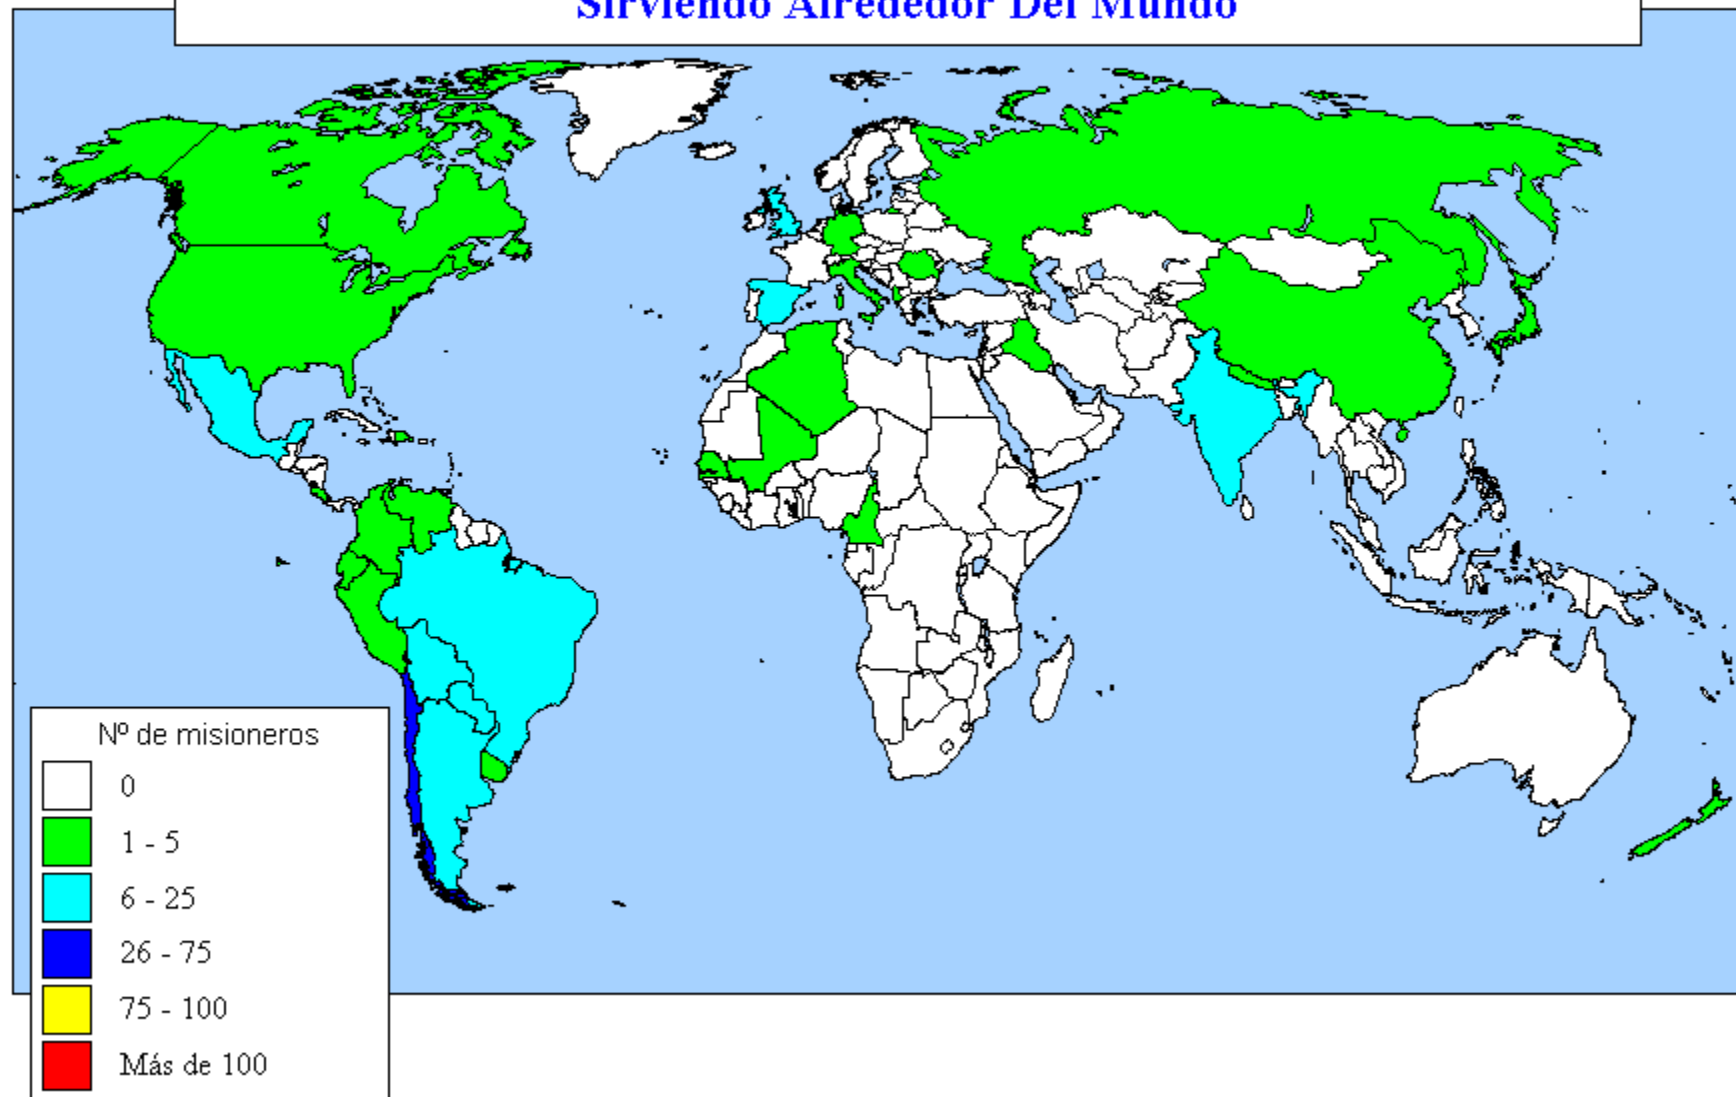 Sirviendo Alrededor Del Mundo
Nº de misioneros
0
1 - 5
6 - 25
26 - 75
75 - 100
Más de 100